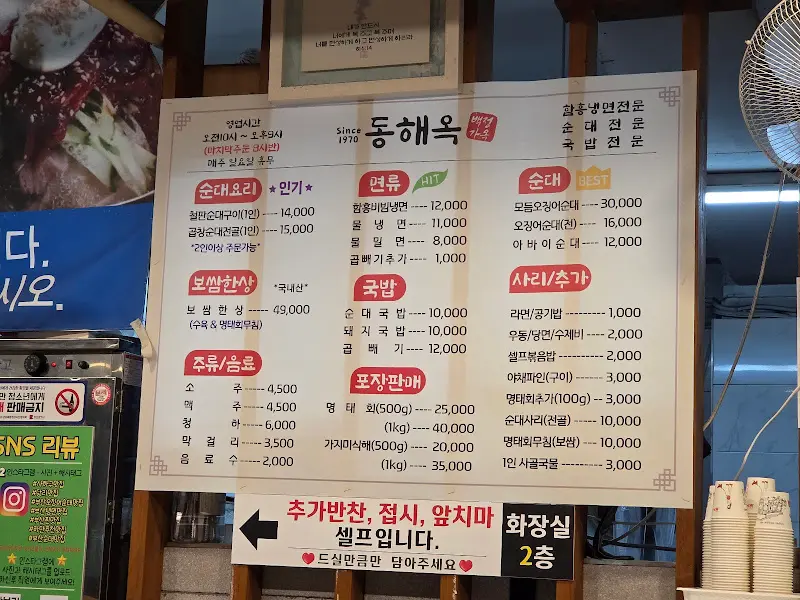 영업시간
오전10시 ~ 오후9시
(마지막주문 8시반)
매주 일요일 휴무
Since 1970 동해옥
백년가옥
함흥냉면전문
순 대 전 문
국 밥 전 문
순대요리 ★인기★
철판순대구이(1인) ---- 14,000
곱창순대전골(1인) ---- 15,000
*2인이상 주문가능*
보쌈한상 *국내산*
보 쌈 한 상 ----- 49,000
(수육 & 명태회무침)
주류/음료
소 주 ----- 4,500
맥 주 ----- 4,500
청 하 ----- 6,000
막 걸 리 ----- 3,500
음 료 수 ----- 2,000
면류 HIT
함흥비빔냉면 ---- 12,000
물 냉 면 ---- 11,000
물 밀 면 ---- 8,000
곱빼기추가 ---- 1,000
국밥
순 대 국 밥 ---- 10,000
돼 지 국 밥 ---- 10,000
곱 빼 기 ---- 12,000
포장판매
명 태 회(500g) ---- 25,000
(1kg) ---- 40,000
가자미식해(500g) ---- 20,000
(1kg) ---- 35,000
순대 BEST
모듬오징어순대 ---- 30,000
오징어순대(전) ---- 16,000
아 바 이 순 대 ---- 12,000
사리/추가
라면/공기밥 --------- 1,000
우동/당면/수제비 ---- 2,000
셀프볶음밥 ---------- 2,000
야채파인(구이) ------- 3,000
명태회추가(100g) -- 3,000
순대사리(전골) ---- 10,000
명태회무침(보쌈) ---- 10,000
1인 사골국물 ---------- 3,000
추가반찬, 접시, 앞치마
셀프입니다.
♥드실만큼만 담아주세요♥
화장실
2층
다.
시오.
판매금지
SNS 리뷰